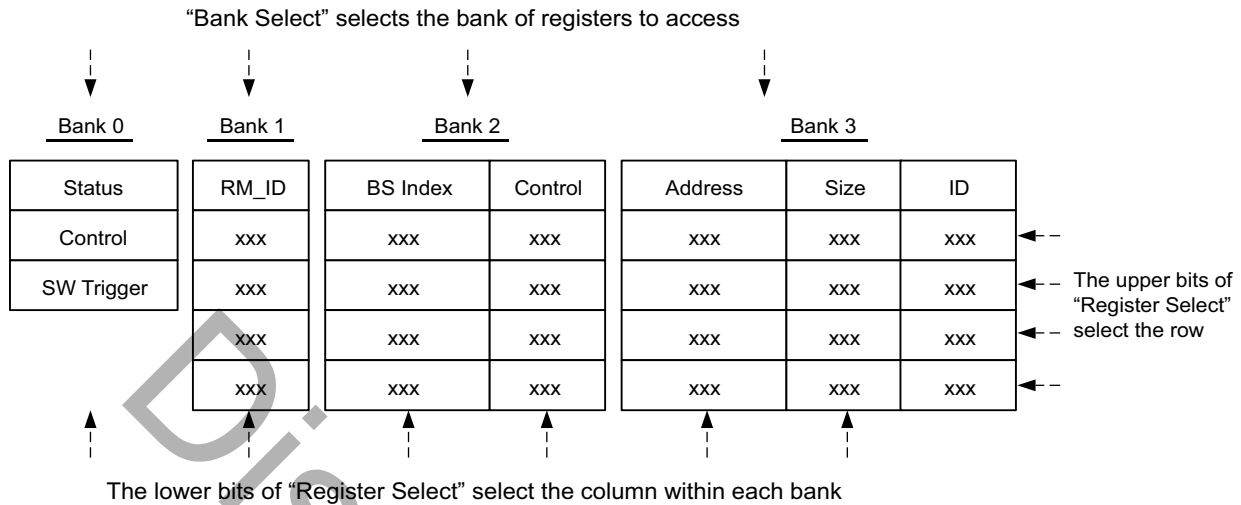 “Bank Select” selects the bank of registers to access
Bank 0 Bank 1 Bank 2 Bank 3
Status RM_ID BS Index Control Address Size ID
Control xxx xxx xxx xxx xxx xxx
SW Trigger xxx xxx xxx xxx xxx xxx
xxx xxx xxx xxx xxx xxx
xxx xxx xxx xxx xxx xxx
The upper bits of
“Register Select”
select the row
The lower bits of “Register Select” select the column within each bank
Dis